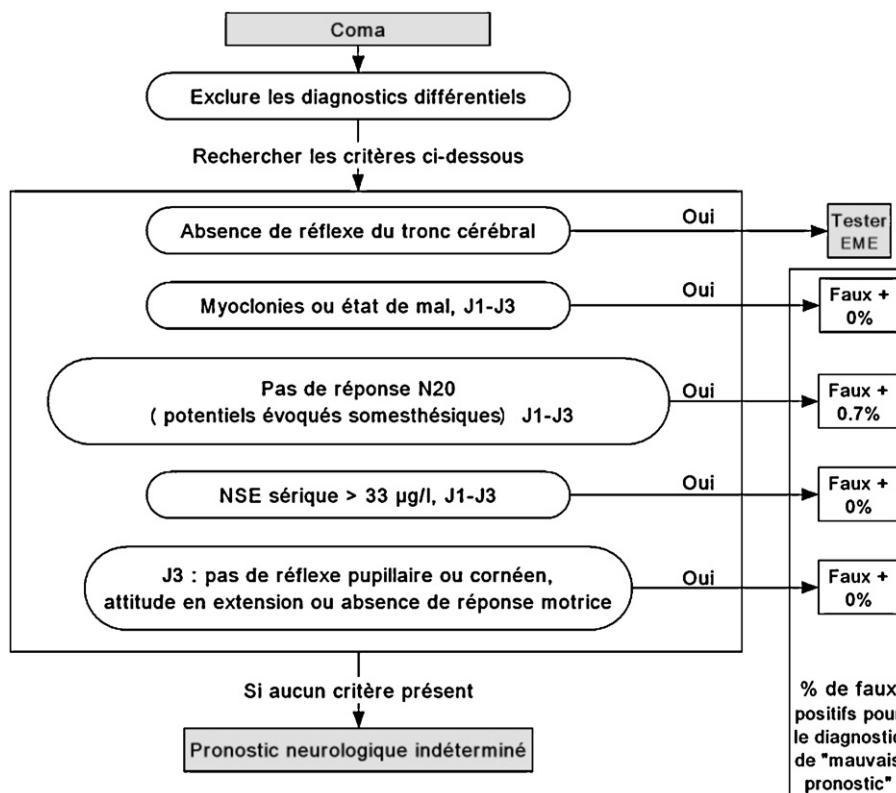 Coma
Exclure les diagnostics différentiels
Rechercher les critères ci-dessous
Absence de réflexe du tronc cérébral
Oui
Tester
EME
Myoclonies ou état de mal, J1-J3
Oui
Faux +
0%
Pas de réponse N20
( potentiels évoqués somesthésiques) J1-J3
Oui
Faux +
0.7%
NSE sérique > 33 µg/l, J1-J3
Oui
Faux +
0%
J3 : pas de réflexe pupillaire ou cornéen,
attitude en extension ou absence de réponse motrice
Oui
Faux +
0%
Si aucun critère présent
Pronostic neurologique indéterminé
% de faux
positifs pour
le diagnostic
de "mauvais
pronostic"